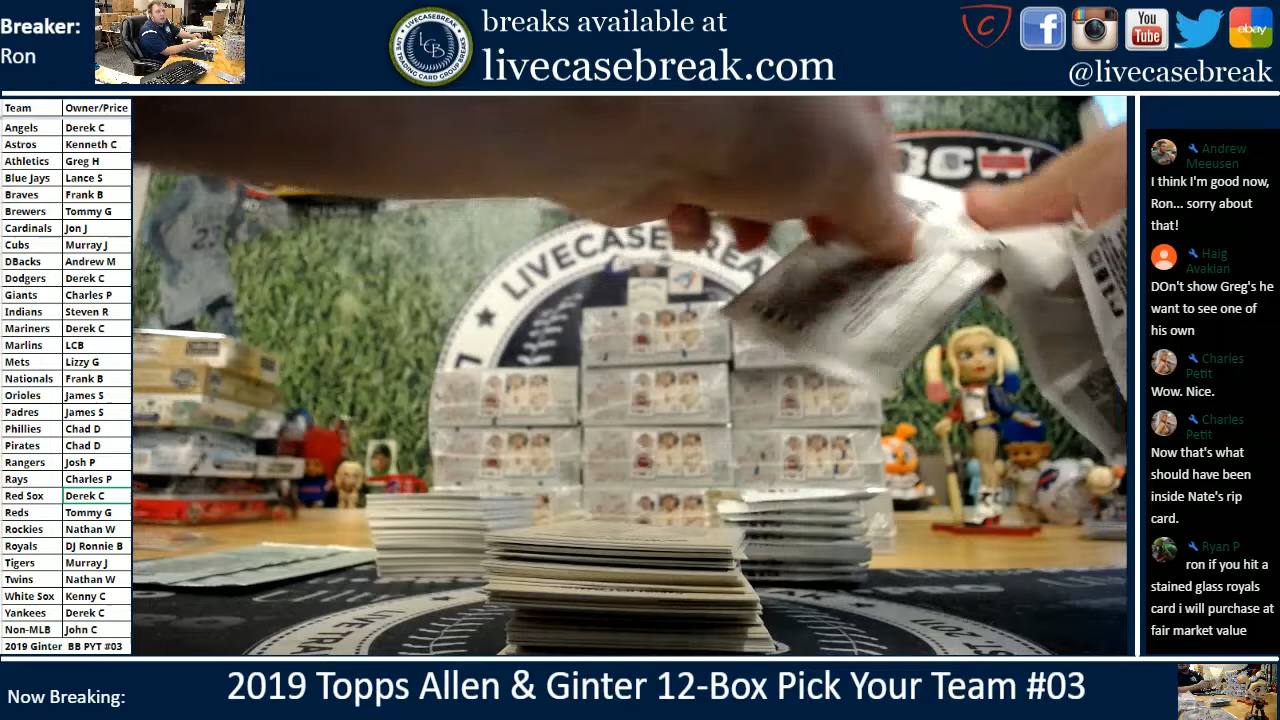 Breaker:
Ron
breaks available at
livecasebreak.com
LCB
You
Tube
ebay
@livecasebreak
Team Owner/Price
Angels Derek C
Astros Kenneth C
Athletics Greg H
Blue Jays Lance S
Braves Frank B
Brewers Tommy G
Cardinals Jon J
Cubs Murray J
DBacks Andrew M
Dodgers Derek C
Giants Charles P
Indians Steven R
Mariners Derek C
Marlins LCB
Mets Lizzy G
Nationals Frank B
Orioles James S
Padres James S
Phillies Chad D
Pirates Chad D
Rangers Josh P
Rays Charles P
Red Sox Derek C
Reds Tommy G
Rockies Nathan W
Royals DJ Ronnie B
Tigers Murray J
Twins Nathan W
White Sox Kenny C
Yankees Derek C
Non-MLB John C
2019 Ginter BB PYT #03
BCW
23
LIVECASEBREA
Andrew
Meeusen
I think I'm good now,
Ron... sorry about
that!
Haig
Avakian
DOn't show Greg's he
want to see one of
his own
Charles
Petit
Wow. Nice.
Charles
Petit
Now that's what
should have been
inside Nate's rip
card.
Ryan P
ron if you hit a
stained glass royals
card i will purchase at
fair market value
Now Breaking:
2019 Topps Allen & Ginter 12-Box Pick Your Team #03